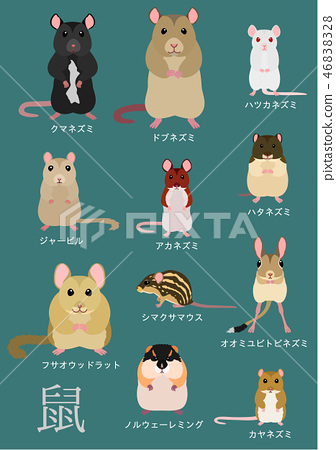 クマネズミ
ドブネズミ
ハツカネズミ
ジャービル
アカネズミ
ハタネズミ
フサオウッドラット
シマクサマウス
オオミユビトビネズミ
鼠
ノルウェーレミング
カヤネズミ
PIXTA
46838328